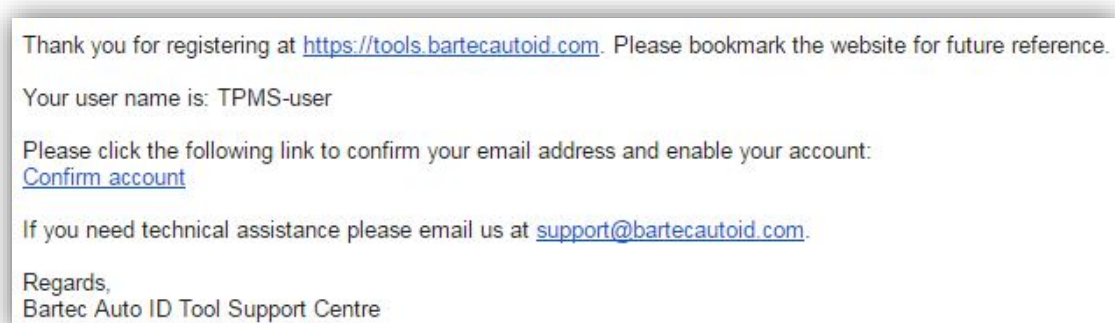 Thank you for registering at https://tools.bartecautoid.com. Please bookmark the website for future reference.
Your user name is: TPMS-user
Please click the following link to confirm your email address and enable your account:
Confirm account
If you need technical assistance please email us at support@bartecautoid.com.
Regards,
Bartec Auto ID Tool Support Centre